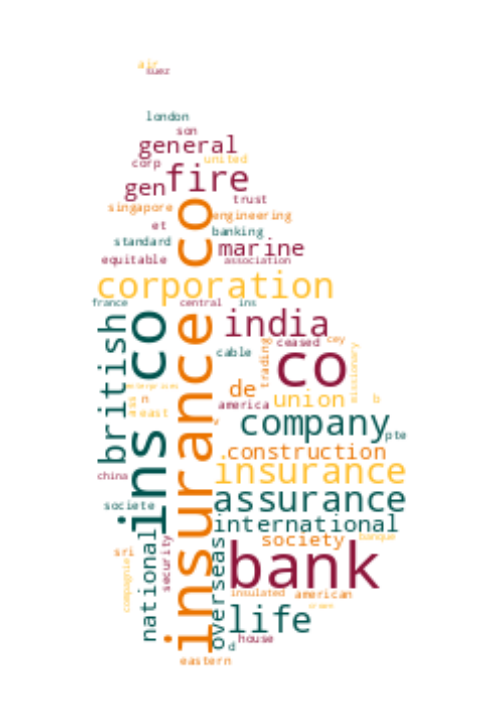 air
suez
london
son
general
corp
united
fire
gen
trust
singapore
engineering
et
banking
standard
marine
equitable
association
corporation
france
central
ins
india
british
ins co
insurance co
cable
ceased
cey
trading
missionary
co
enterprises
de
n
ass
east
america
union
b
v
company
pte
construction
china
insurance
assurance
societe
international
society
banque
national
security
overseas
sri
bank
compagnie
insulated
american
life
house
d
eastern